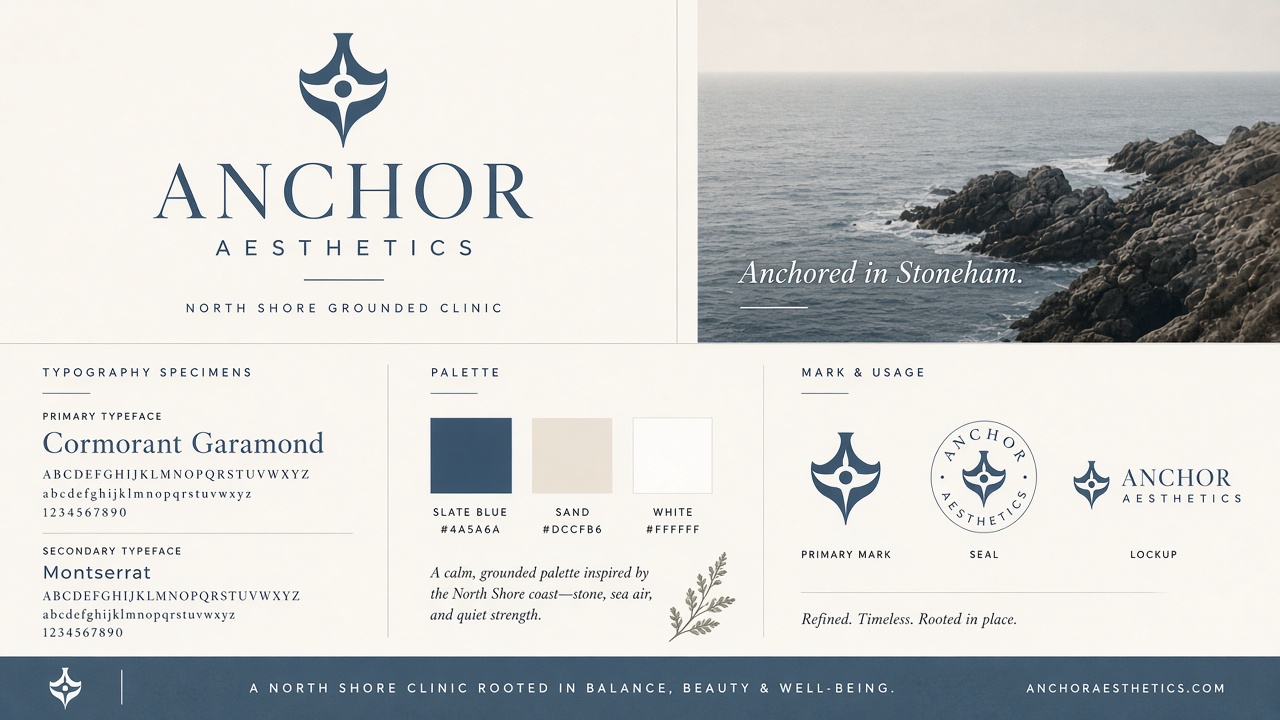 ANCHOR
AESTHETICS
NORTH SHORE GROUNDED CLINIC
Anchored in Stoneham.
TYPOGRAPHY SPECIMENS
PRIMARY TYPEFACE
Cormorant Garamond
ABCDEFGHIJKLMNOPQRSTUVWXYZ
abcdefghijklmnopqrstuvwxyz
1234567890
SECONDARY TYPEFACE
Montserrat
ABCDEFGHIJKLMNOPQRSTUVWXYZ
abcdefghijklmnopqrstuvwxyz
1234567890
PALETTE
SLATE BLUE
#4A5A6A
SAND
#DCCFB6
WHITE
#FFFFFF
A calm, grounded palette inspired by
the North Shore coast—stone, sea air,
and quiet strength.
MARK & USAGE
PRIMARY MARK
ANCHOR
AESTHETICS
SEAL
ANCHOR
AESTHETICS
LOCKUP
Refined. Timeless. Rooted in place.
A NORTH SHORE CLINIC ROOTED IN BALANCE, BEAUTY & WELL-BEING.
ANCHORAESTHETICS.COM